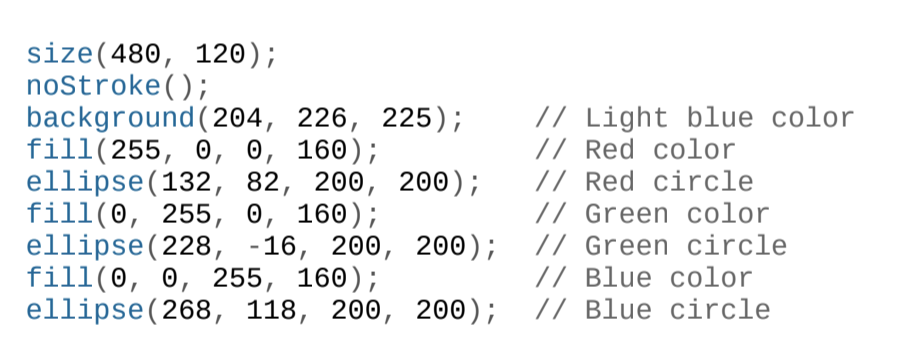 size(480, 120);
noStroke();
background(204, 226, 225); // Light blue color
fill(255, 0, 0, 160); // Red color
ellipse(132, 82, 200, 200); // Red circle
fill(0, 255, 0, 160); // Green color
ellipse(228, -16, 200, 200); // Green circle
fill(0, 0, 255, 160); // Blue color
ellipse(268, 118, 200, 200); // Blue circle